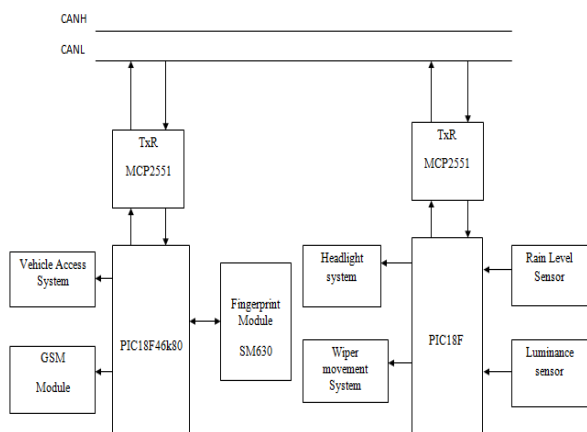 CANH
CANL
TxR
MCP2551
TxR
MCP2551
Vehicle Access
System
GSM
Module
PIC18F46k80
Fingerprint
Module
SM630
Headlight
system
Wiper
movement
System
PIC18F
Rain Level
Sensor
Luminance
sensor